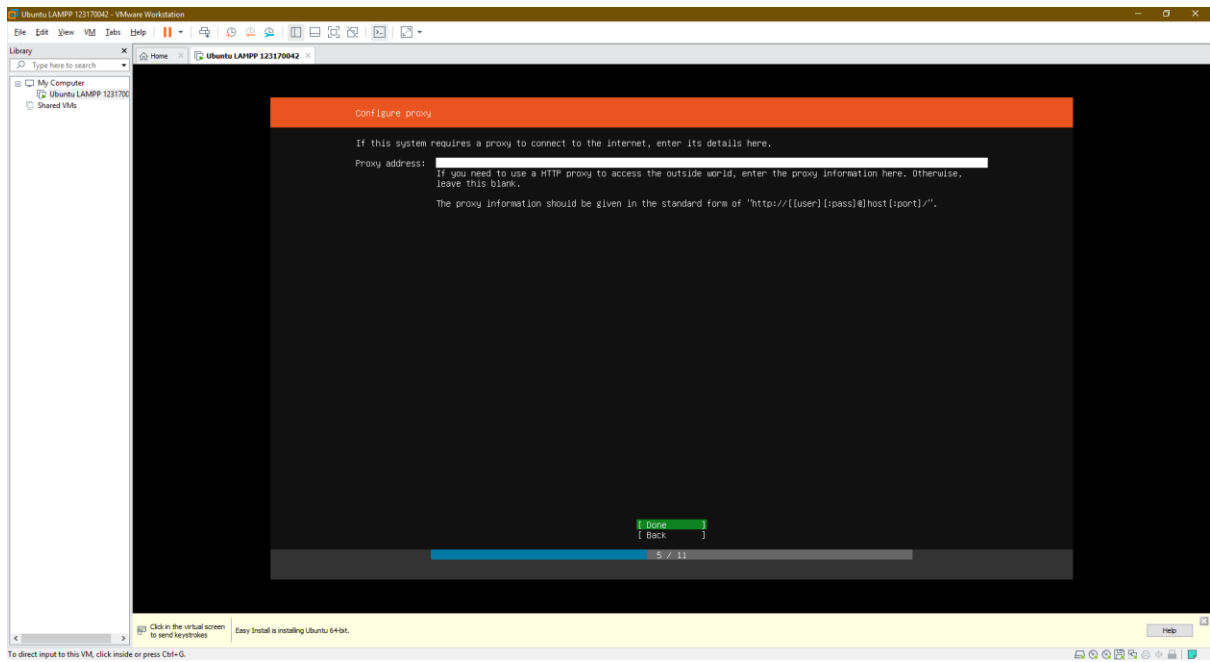 Ubuntu LAMPP 123170042 - VMware Workstation
File Edit View VM Tabs Help
Library
Home
Ubuntu LAMPP 123170042
Type here to search
My Computer
Ubuntu LAMPP 1231700
Shared VMs
Configure proxy
If this system requires a proxy to connect to the internet, enter its details here.
Proxy address:
If you need to use a HTTP proxy to access the outside world, enter the proxy information here. Otherwise,
leave this blank.
The proxy information should be given in the standard form of "http://[[user][:pass]@]host[:port]/".
[ Done ]
[ Back ]
5 / 11
Click in the virtual screen
to send keystrokes
Easy Install is installing Ubuntu 64-bit.
Help
To direct input to this VM, click inside or press Ctrl+G.